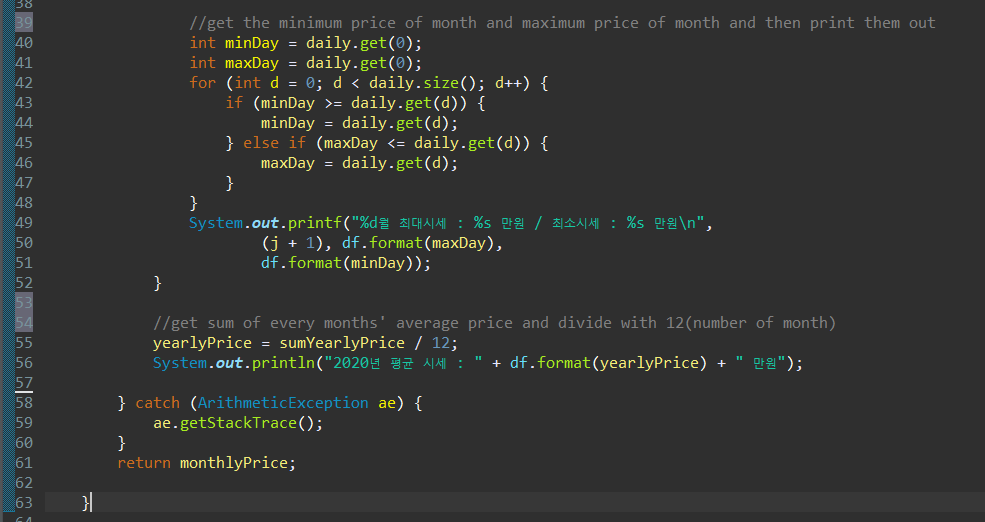 38
39 //get the minimum price of month and maximum price of month and then print them out
40 int minDay = daily.get(0);
41 int maxDay = daily.get(0);
42 for (int d = 0; d < daily.size(); d++) {
43 if (minDay >= daily.get(d)) {
44 minDay = daily.get(d);
45 } else if (maxDay <= daily.get(d)) {
46 maxDay = daily.get(d);
47 }
48 }
49 System.out.printf("%d월 최대시세 : %s 만원 / 최소시세 : %s 만원\n",
50 (j + 1), df.format(maxDay),
51 df.format(minDay));
52 }
53
54 //get sum of every months' average price and divide with 12(number of month)
55 yearlyPrice = sumYearlyPrice / 12;
56 System.out.println("2020년 평균 시세 : " + df.format(yearlyPrice) + " 만원");
57
58 } catch (ArithmeticException ae) {
59 ae.getStackTrace();
60 }
61 return monthlyPrice;
62
63 }
64